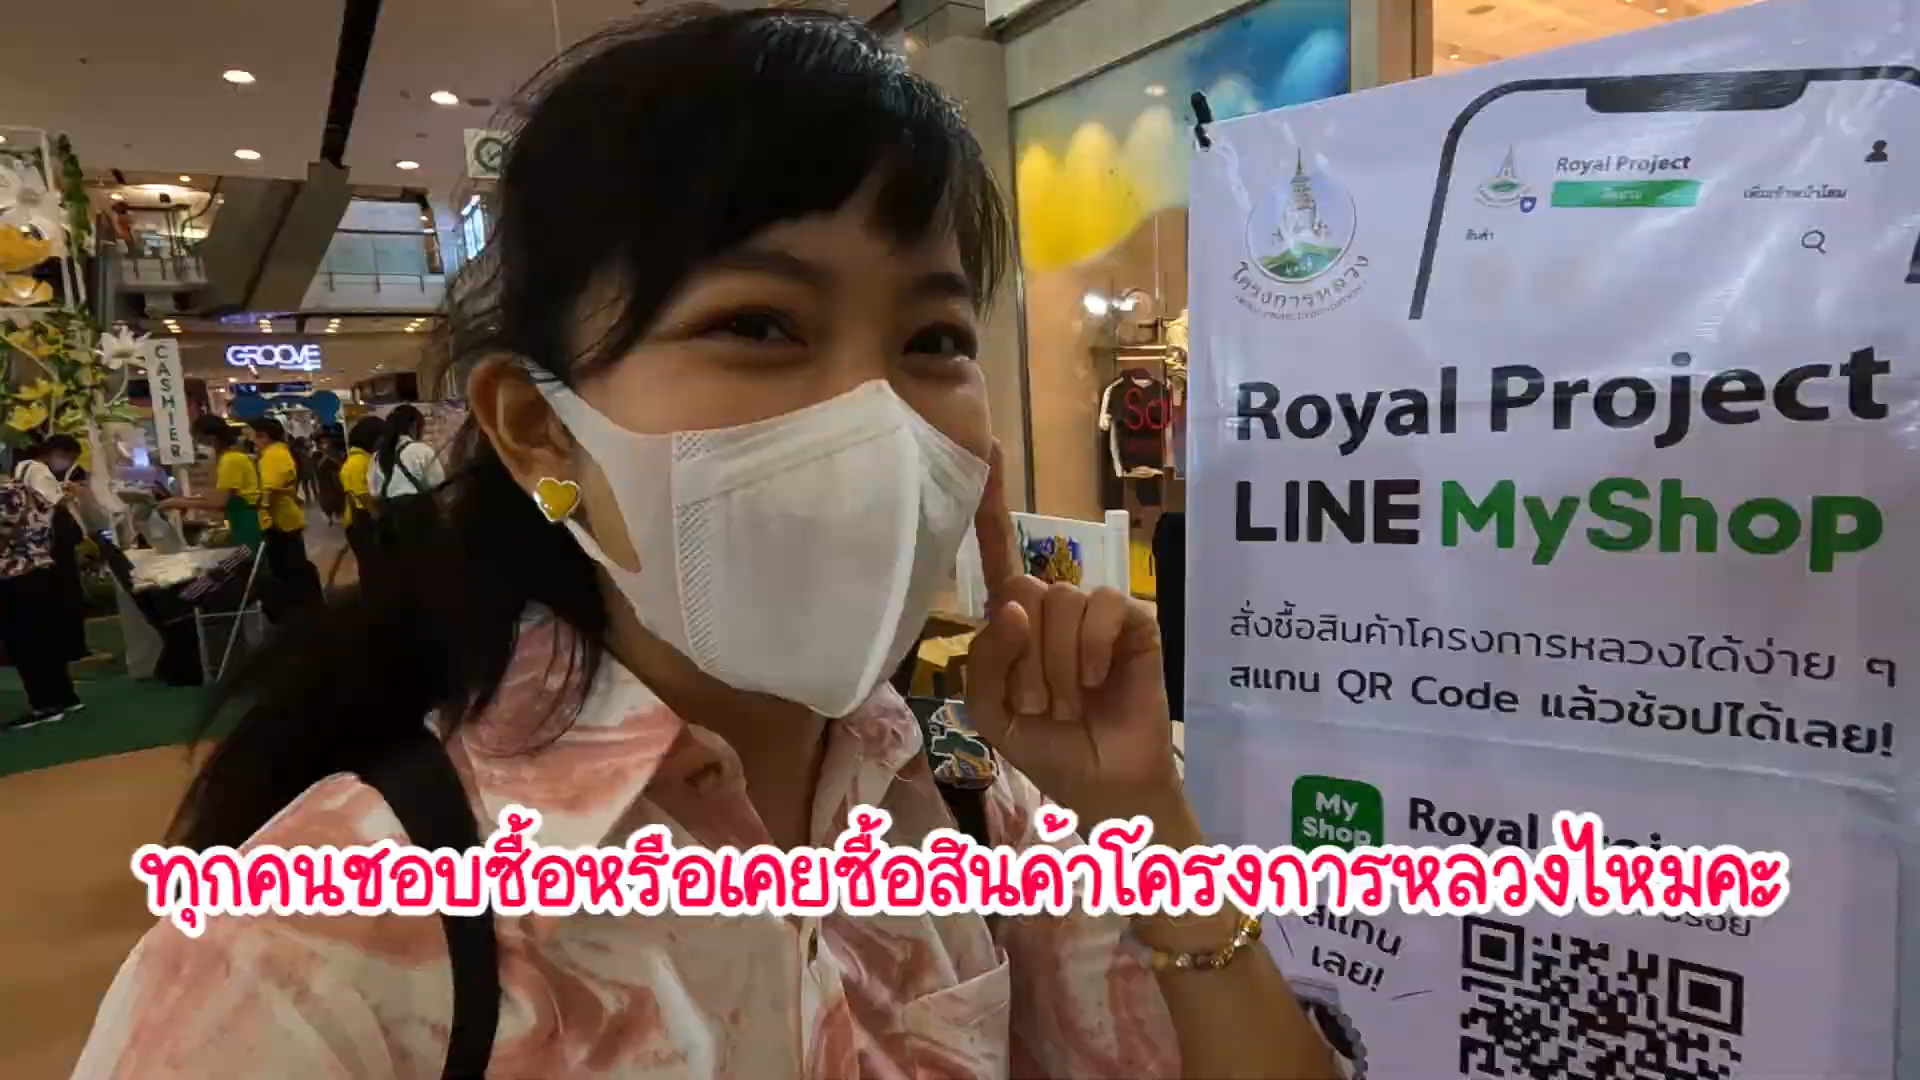 Royal Project
ค้นหา
GROOVE
CASHIER
โครงการหลวง
Royal Project
LINE MyShop
สั่งซื้อสินค้าโครงการหลวงได้ง่าย ๆ
สแกน QR Code แล้วช้อปได้เลย!
My
Shop
Royal
ทุกคนชอบซื้อหรือเคยซื้อสินค้าโครงการหลวงไหมคะ
สแกน
เลย!